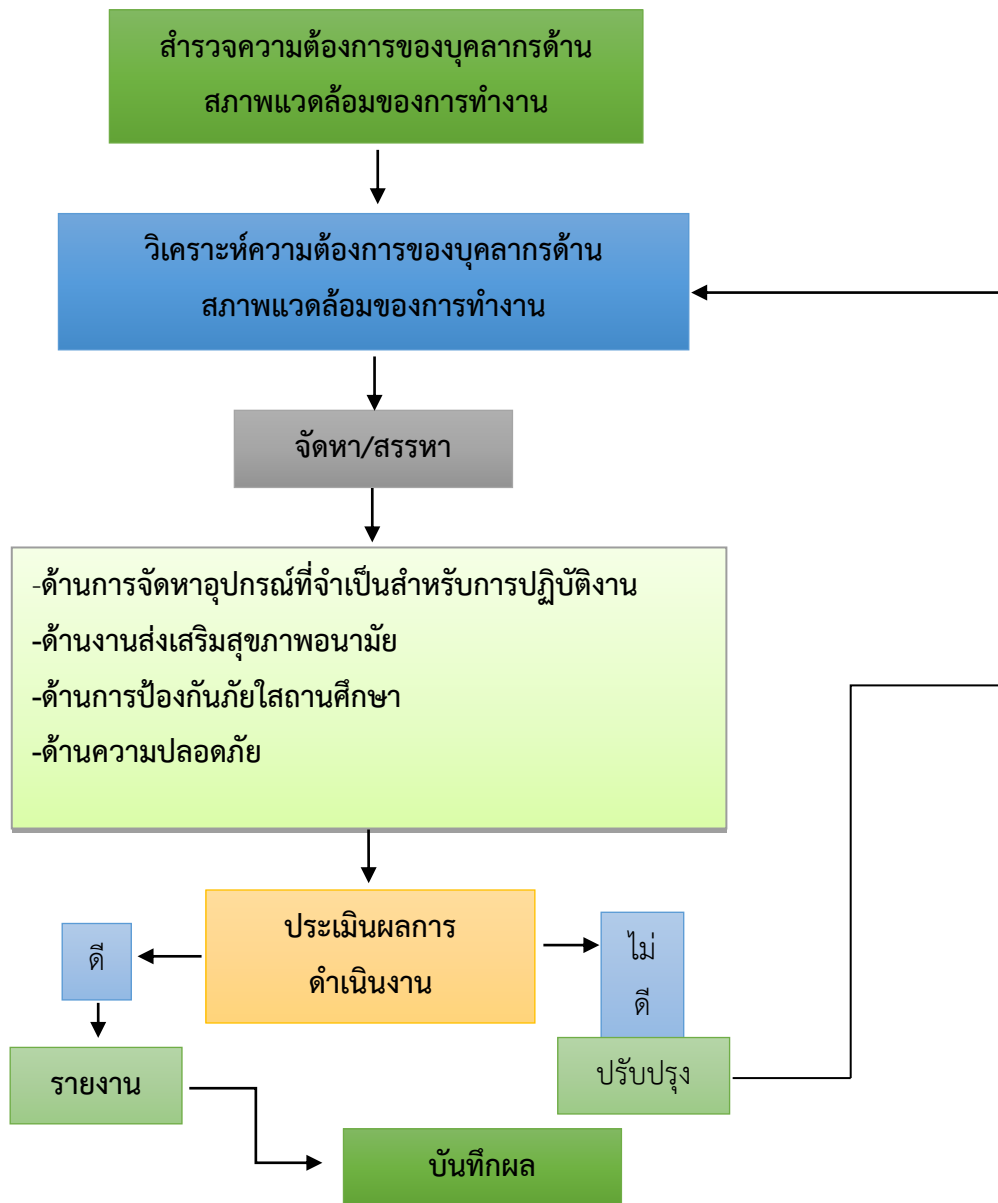 สำรวจความต้องการของบุคลากรด้าน
สภาพแวดล้อมของการทำงาน
วิเคราะห์ความต้องการของบุคลากรด้าน
สภาพแวดล้อมของการทำงาน
จัดหา/สรรหา
-ด้านการจัดหาอุปกรณ์ที่จำเป็นสำหรับการปฏิบัติงาน
-ด้านงานส่งเสริมสุขภาพอนามัย
-ด้านการป้องกันภัยใสถานศึกษา
-ด้านความปลอดภัย
ประเมินผลการ
ดำเนินงาน
ดี
ไม่
ดี
รายงาน
ปรับปรุง
บันทึกผล